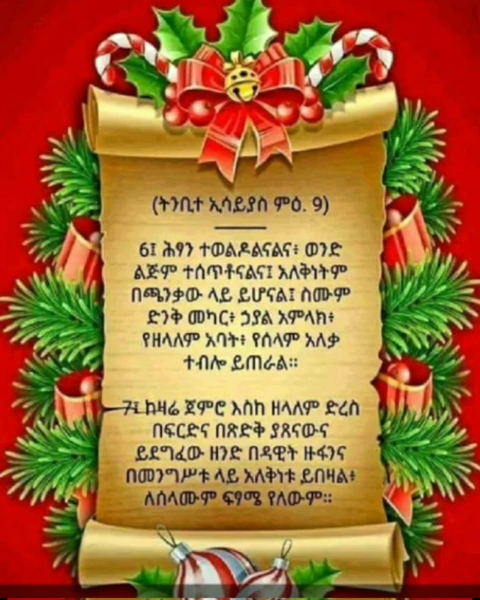 (ትንቢተ ኢሳይያስ ምዕ. 9)
6፤ ሕፃን ተወልዶልናልና፥ ወንድ
ልጅም ተሰጥቶናልና፤ አለቅነትም
በጫንቃው ላይ ይሆናል፤ ስሙም
ድንቅ መካር፥ ኃያል አምላክ፥
የዘላለም አባት፥ የሰላም አለቃ
ተብሎ ይጠራል።
7፤ ከዛሬ ጀምሮ እስከ ዘላለም ድረስ
በፍርድና በጽድቅ ያጸናውና
ይደግፈው ዘንድ በዳዊት ዙፋንና
በመንግሥቱ ላይ አለቅነቱ ይበዛል፥
ለሰላሙም ፍፃሜ የለውም።